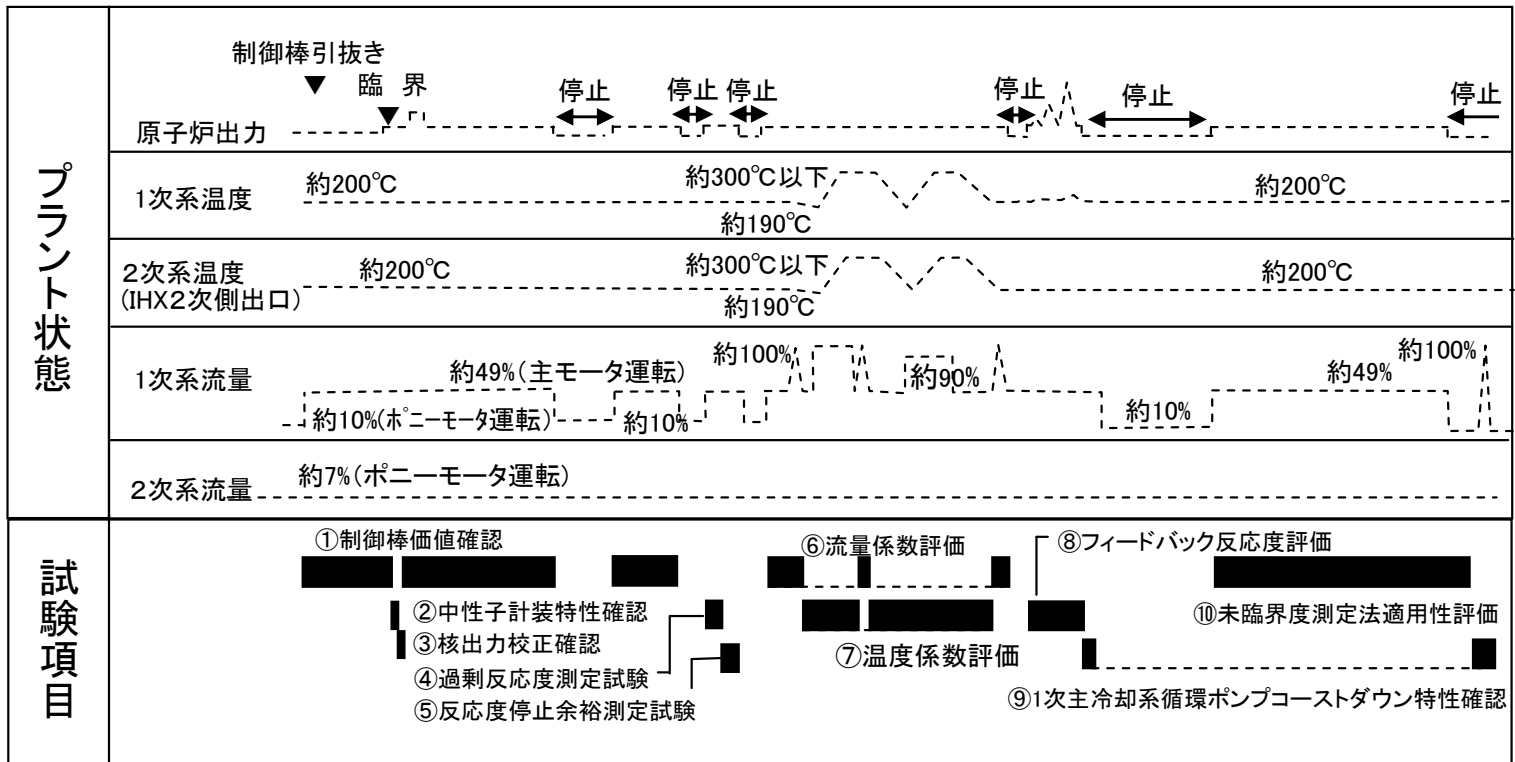 プラント状態
制御棒引抜き
▼
臨 界
▼
停止
停止
停止
停止
停止
停止
原子炉出力
1次系温度
約200℃
約300℃以下
約190℃
約200℃
2次系温度
(IHX2次側出口)
約200℃
約300℃以下
約190℃
約200℃
1次系流量
約49%(主モータ運転)
約10%(ポニーモータ運転)
約10%
約100%
約90%
約10%
約49%
約100%
2次系流量
約7%(ポニーモータ運転)
試験項目
①制御棒価値確認
②中性子計装特性確認
③核出力校正確認
④過剰反応度測定試験
⑤反応度停止余裕測定試験
⑥流量係数評価
⑦温度係数評価
⑧フィードバック反応度評価
⑩未臨界度測定法適用性評価
⑨1次主冷却系循環ポンプコーストダウン特性確認